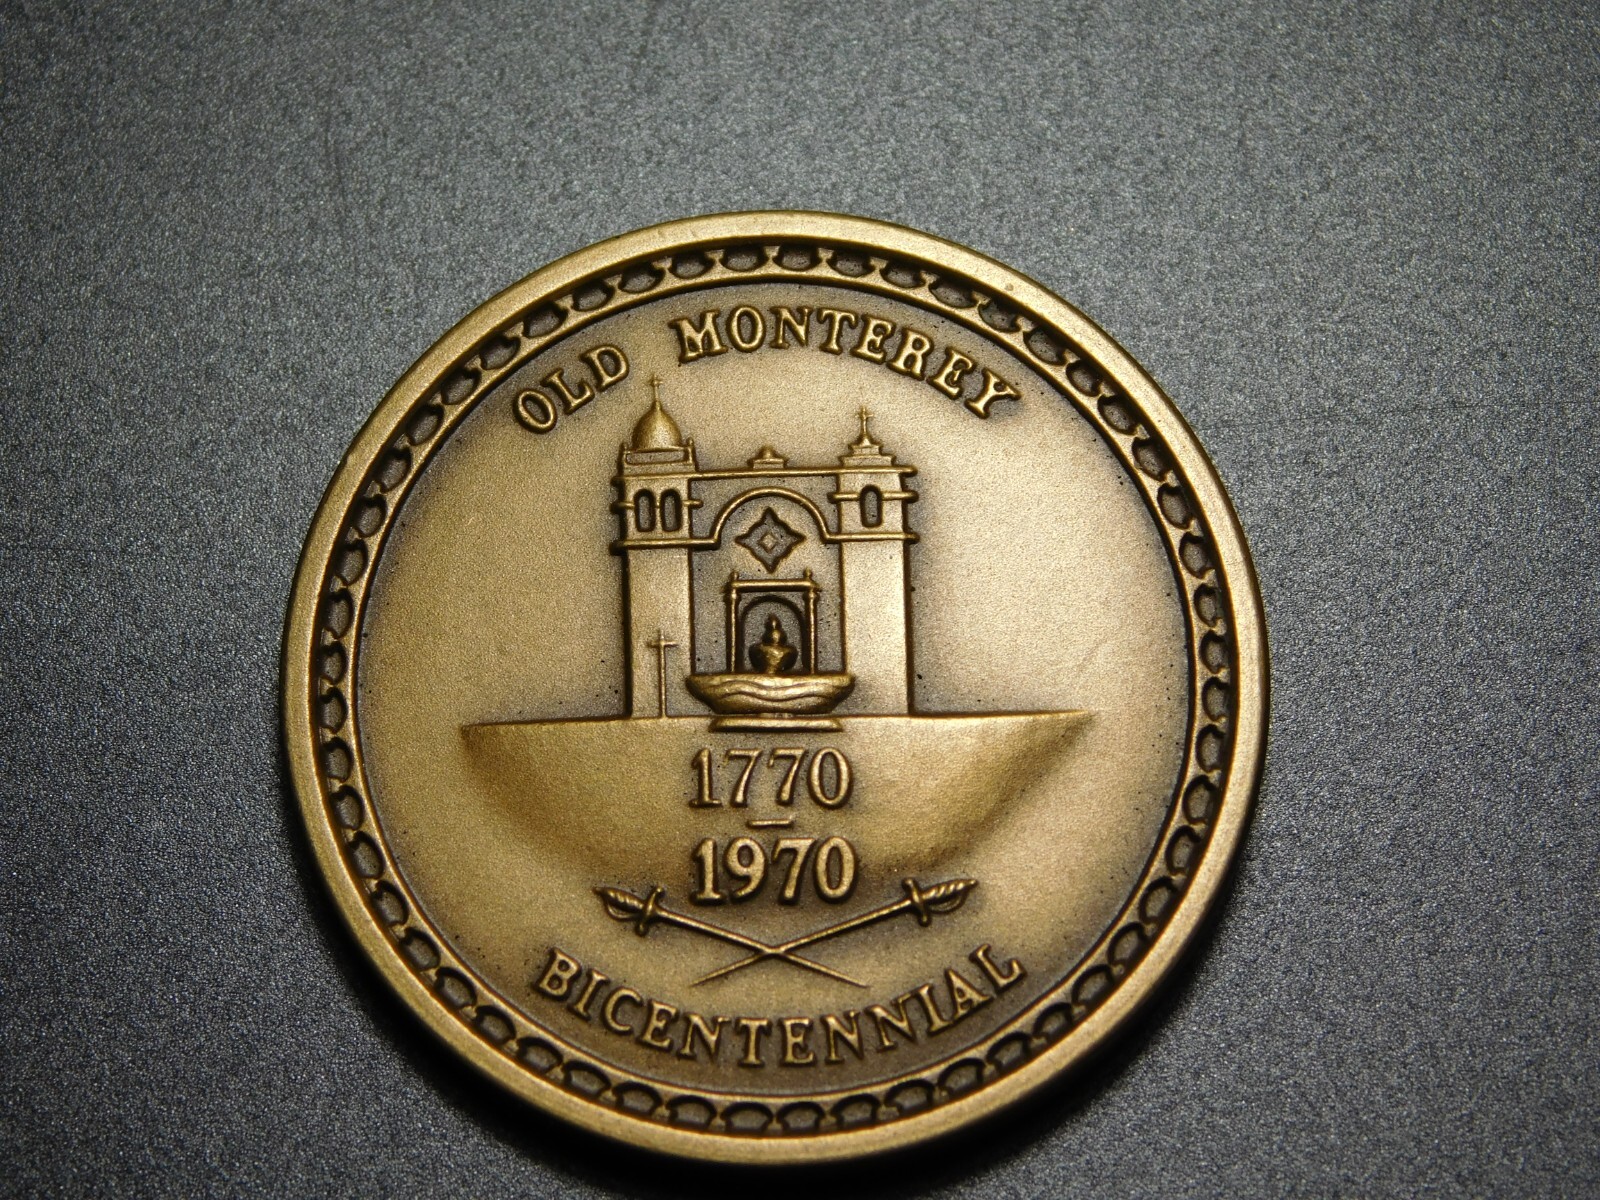 OLD MONTEREY
1770
–
1970
BICENTENNIAL